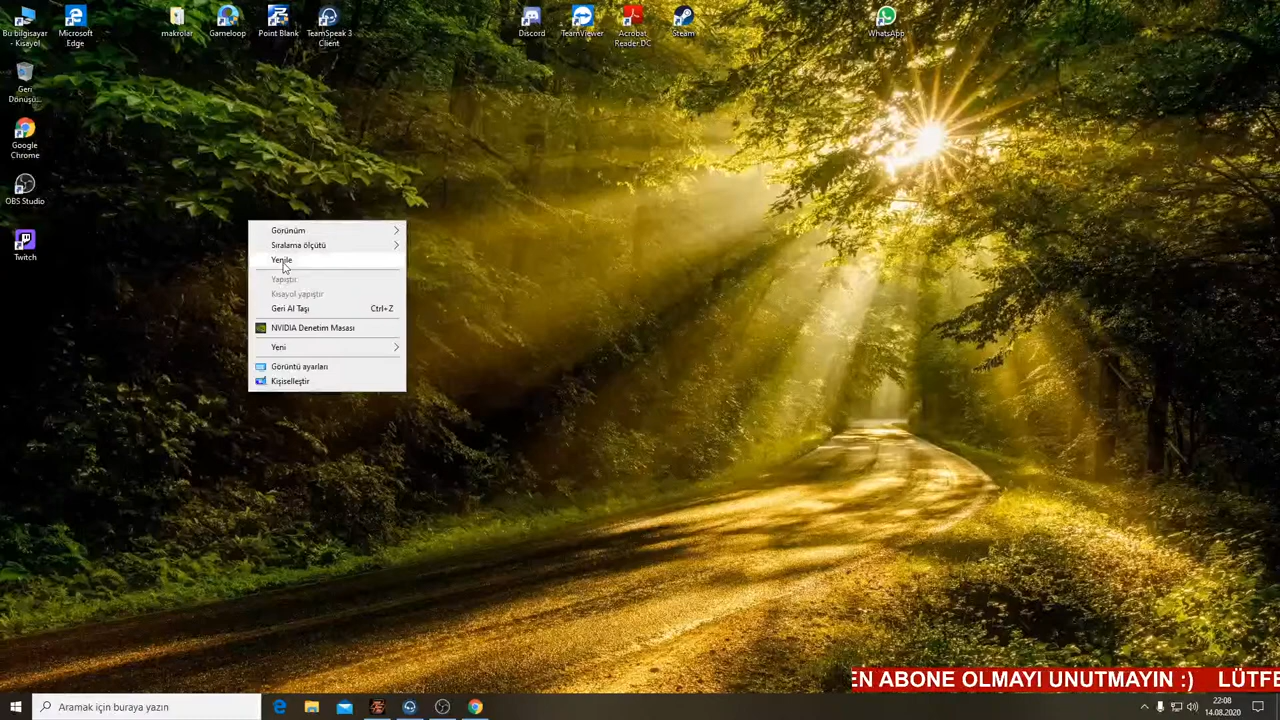 Bu bilgisayar
- Kısayol
Microsoft
Edge
makrolar
Gameloop
Point Blank
TeamSpeak 3
Client
Discord
TeamViewer
Acrobat
Reader DC
Steam
WhatsApp
Geri
Dönüşü...
Google
Chrome
OBS Studio
Twitch
Görünüm
Sıralama ölçütü
Yenile
Yapıştır
Kısayol yapıştır
Geri Al Taşı Ctrl+Z
NVIDIA Denetim Masası
Yeni
Görüntü ayarları
Kişiselleştir
EN ABONE OLMAYI UNUTMAYIN :) LÜTFE
Aramak için buraya yazın
22:08
14.08.2020